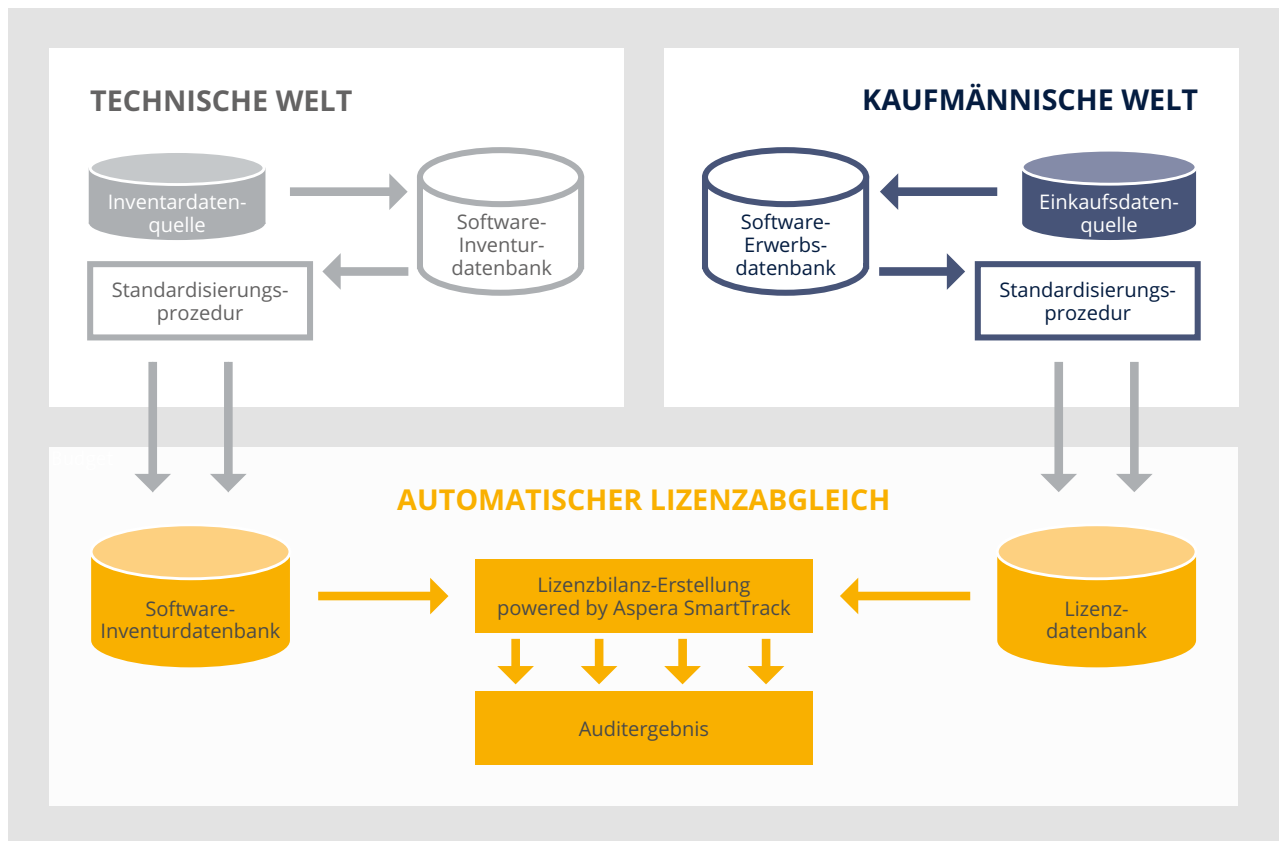 TECHNISCHE WELT
Inventardaten-
quelle
Software-
Inventur-
datenbank
Standardisierungs-
prozedur
KAUFMÄNNISCHE WELT
Software-
Erwerbs-
datenbank
Einkaufsdaten-
quelle
Standardisierungs-
prozedur
AUTOMATISCHER LIZENZABGLEICH
Software-
Inventurdatenbank
Lizenzbilanz-Erstellung
powered by Aspera SmartTrack
Lizenz-
datenbank
Auditergebnis